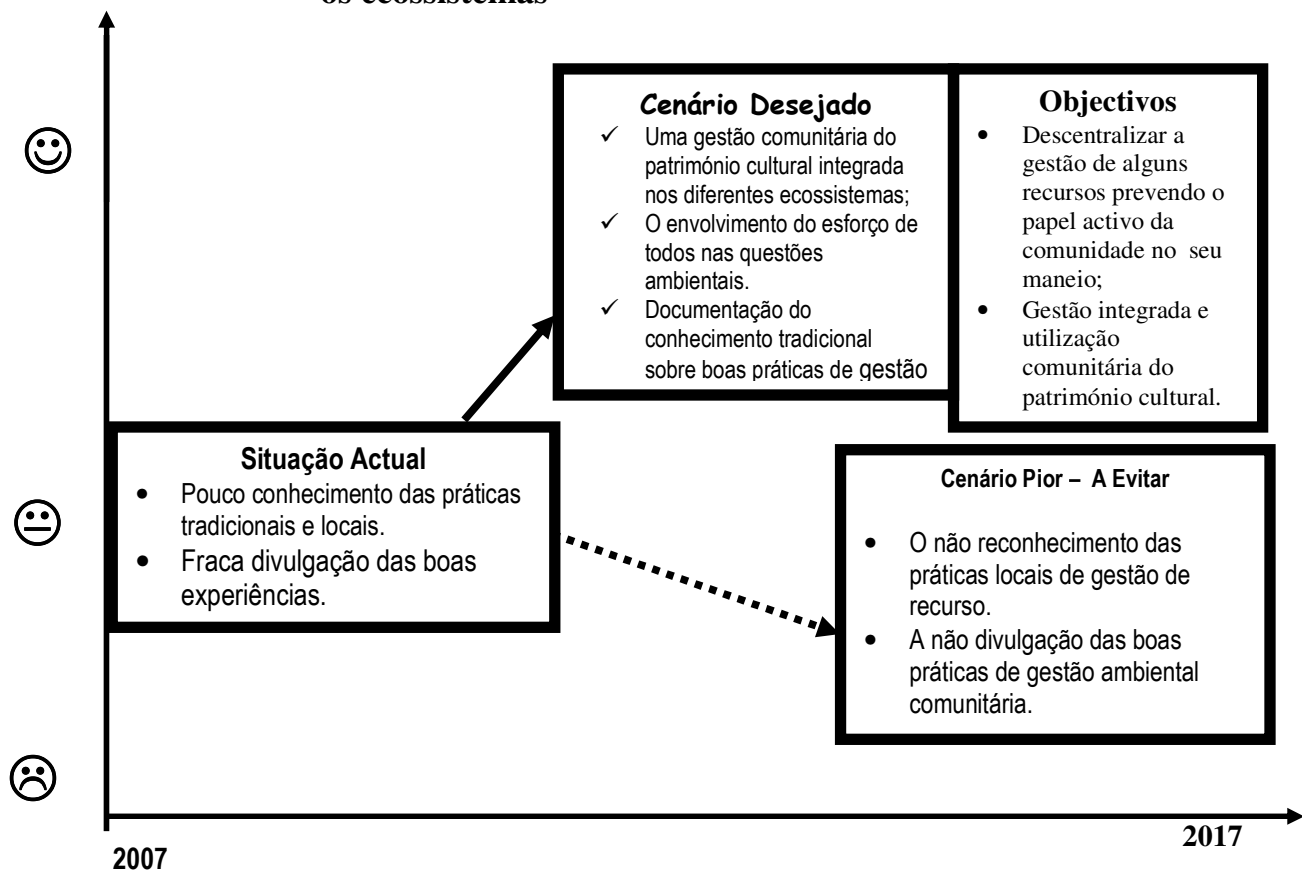 os ecossistemas
Cenário Desejado
✓ Uma gestão comunitária do
património cultural integrada
nos diferentes ecossistemas;
✓ O envolvimento do esforço de
todos nas questões
ambientais.
✓ Documentação do
conhecimento tradicional
sobre boas práticas de gestão
Objectivos
• Descentralizar a
gestão de alguns
recursos prevendo o
papel activo da
comunidade no seu
maneio;
• Gestão integrada e
utilização
comunitária do
património cultural.
Situação Actual
• Pouco conhecimento das práticas
tradicionais e locais.
• Fraca divulgação das boas
experiências.
Cenário Pior – A Evitar
• O não reconhecimento das
práticas locais de gestão de
recurso.
• A não divulgação das boas
práticas de gestão ambiental
comunitária.
2017
2007